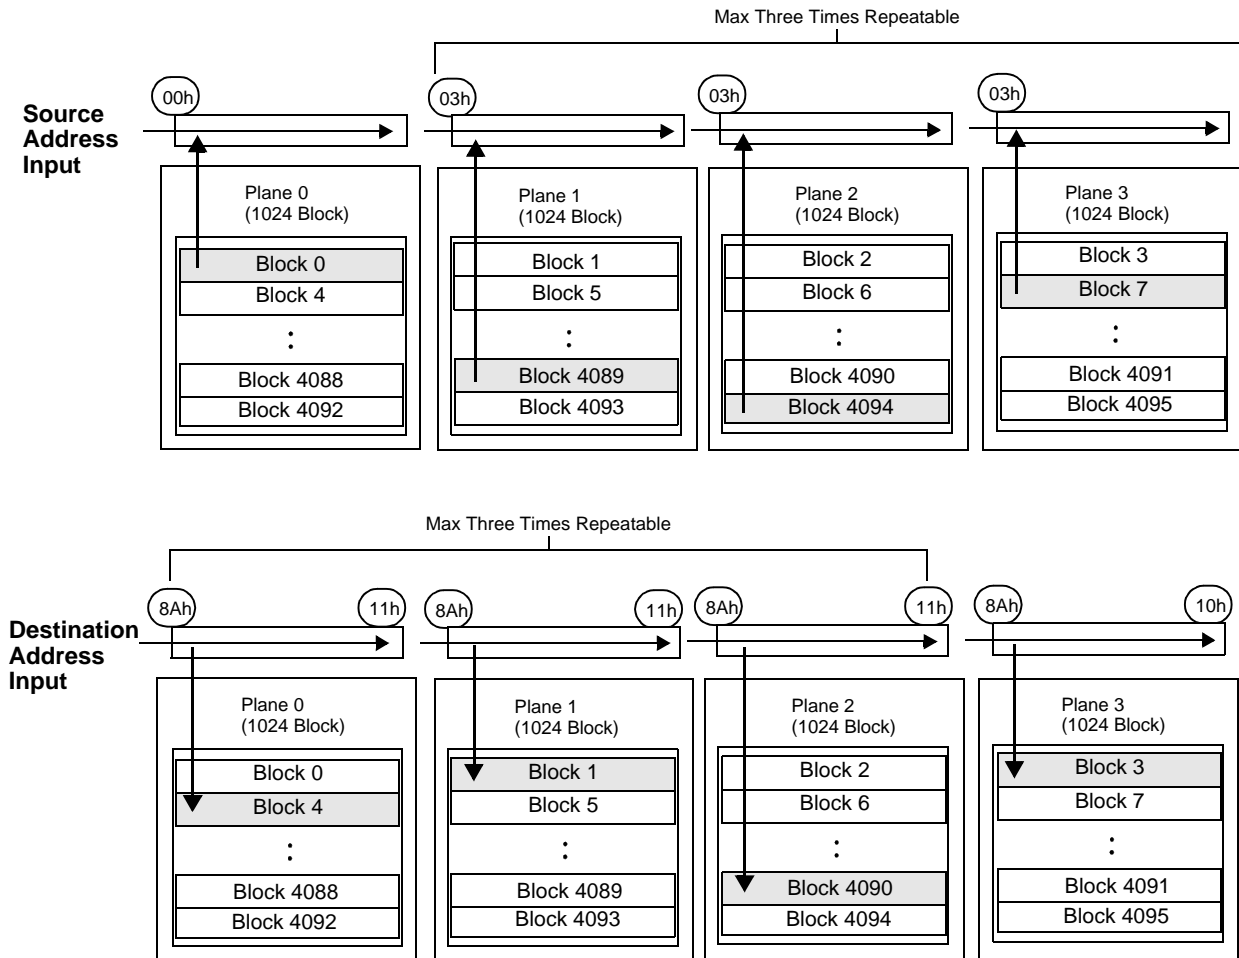 Max Three Times Repeatable
00h
03h
03h
03h
Source
Address
Input
Plane 0
(1024 Block)
Block 0
Block 4
:
Block 4088
Block 4092
Plane 1
(1024 Block)
Block 1
Block 5
:
Block 4089
Block 4093
Plane 2
(1024 Block)
Block 2
Block 6
:
Block 4090
Block 4094
Plane 3
(1024 Block)
Block 3
Block 7
:
Block 4091
Block 4095
Max Three Times Repeatable
8Ah
11h
8Ah
11h
8Ah
11h
8Ah
10h
Destination
Address
Input
Plane 0
(1024 Block)
Block 0
Block 4
:
Block 4088
Block 4092
Plane 1
(1024 Block)
Block 1
Block 5
:
Block 4089
Block 4093
Plane 2
(1024 Block)
Block 2
Block 6
:
Block 4090
Block 4094
Plane 3
(1024 Block)
Block 3
Block 7
:
Block 4091
Block 4095